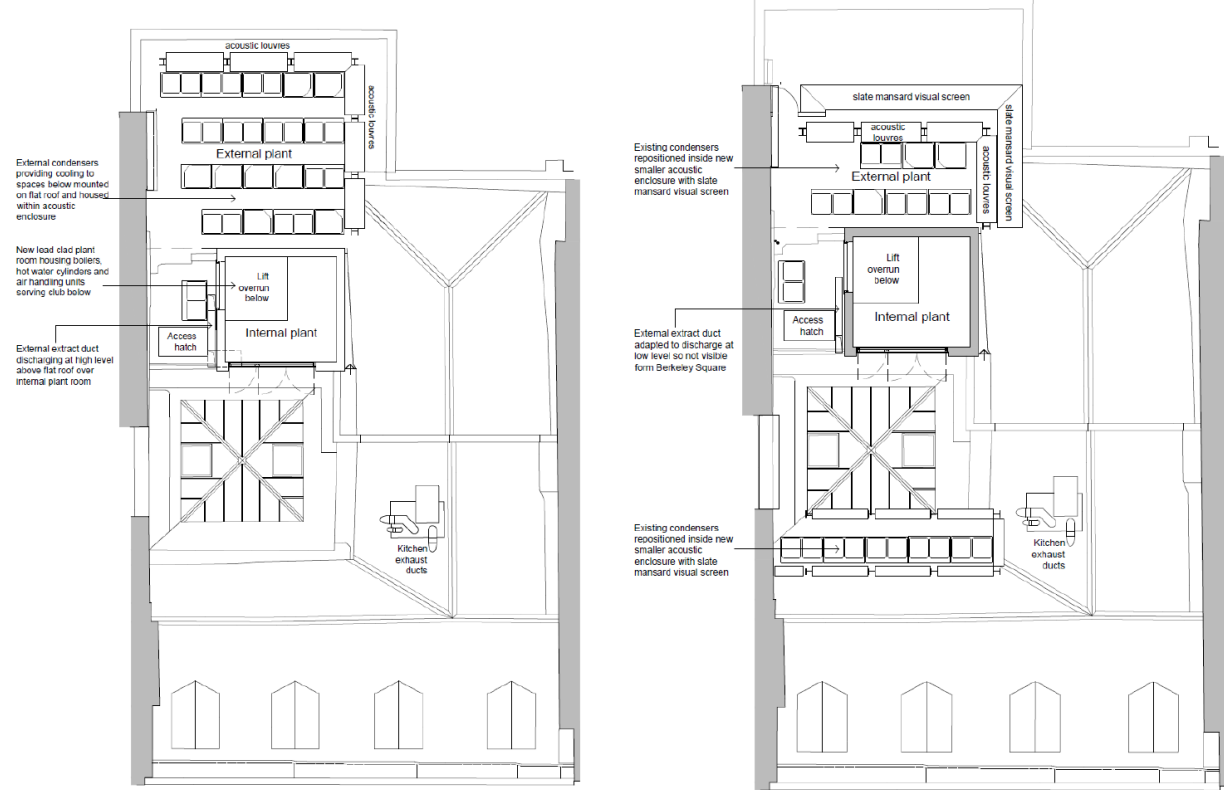 acoustic louvres
acoustic louvres
External plant
External condensers
providing cooling to
spaces below mounted
on flat roof and housed
within acoustic
enclosure
New lead clad plant
room housing boilers,
hot water cylinders and
air handling units
serving club below
Lift
overrun
below
Internal plant
Access
hatch
External extract duct
discharging at high level
above flat roof over
internal plant room
Kitchen
exhaust
ducts
slate mansard visual screen
slate mansard visual screen
acoustic
louvres
acoustic louvres
External plant
Existing condensers
repositioned inside new
smaller acoustic
enclosure with slate
mansard visual screen
Lift
overrun
below
Internal plant
Access
hatch
External extract duct
adapted to discharge at
low level so not visible
form Berkeley Square
Existing condensers
repositioned inside new
smaller acoustic
enclosure with slate
mansard visual screen
Kitchen
exhaust
ducts